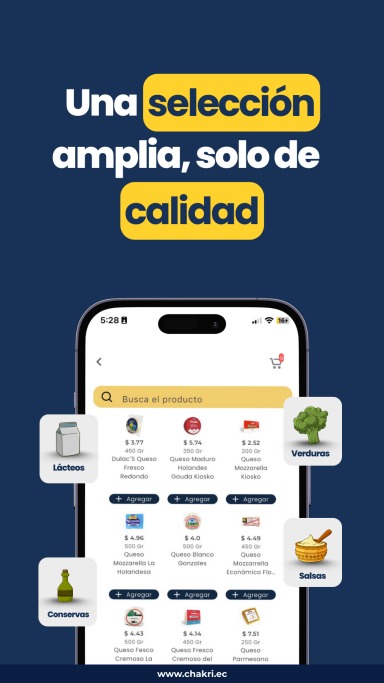 Una selección
amplia, solo de
calidad
5:28
Busca el producto
$ 3.77
450 Gr
Dulac'S Queso
Fresco
Redondo
$ 5.74
350 Gr
Queso Maduro
Holandes
Gouda Kiosko
$ 2.52
200 Gr
Queso
Mozzarella
Kiosko
+ Agregar
+ Agregar
+ Agregar
$ 4.96
500 Gr
Queso
Mozzarella La
Holandesa
$ 4.0
500 Gr
Queso Blanco
Gonzales
$ 4.49
450 Gr
Queso
Mozzarella
Económico Flo...
+ Agregar
+ Agregar
+ Agregar
$ 4.43
500 Gr
Queso Fesco
Cremoso La
$ 4.14
450 Gr
Queso Fresco
Cremoso del
$ 7.51
250 Gr
Queso
Parmesano
Lácteos
Verduras
Conservas
Salsas
www.chakri.ec